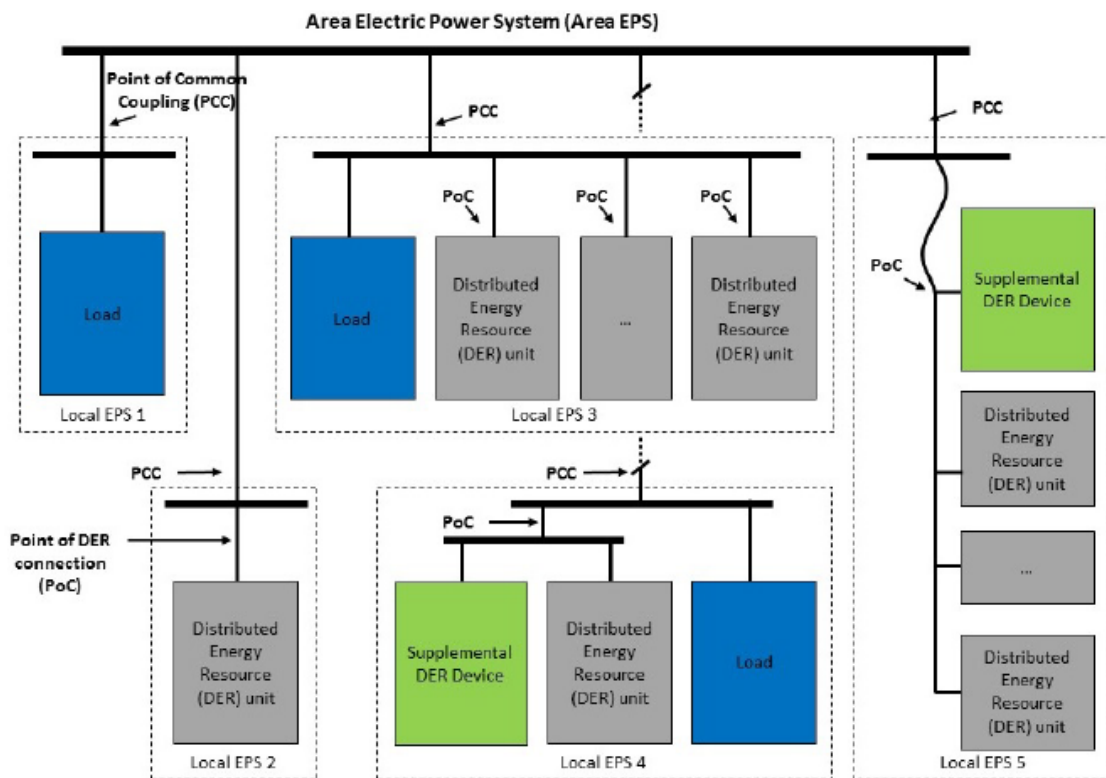 Area Electric Power System (Area EPS)
Point of Common
Coupling (PCC)
Load
Local EPS 1
PCC
PoC
PoC
PoC
Load
Distributed
Energy
Resource
(DER) unit
...
Distributed
Energy
Resource
(DER) unit
Local EPS 3
PCC
PoC
Supplemental
DER Device
Distributed
Energy
Resource
(DER) unit
...
Distributed
Energy
Resource
(DER) unit
Local EPS 5
PCC
Point of DER
connection
(PoC)
Distributed
Energy
Resource
(DER) unit
Local EPS 2
PCC
PoC
Supplemental
DER Device
Distributed
Energy
Resource
(DER) unit
Load
Local EPS 4